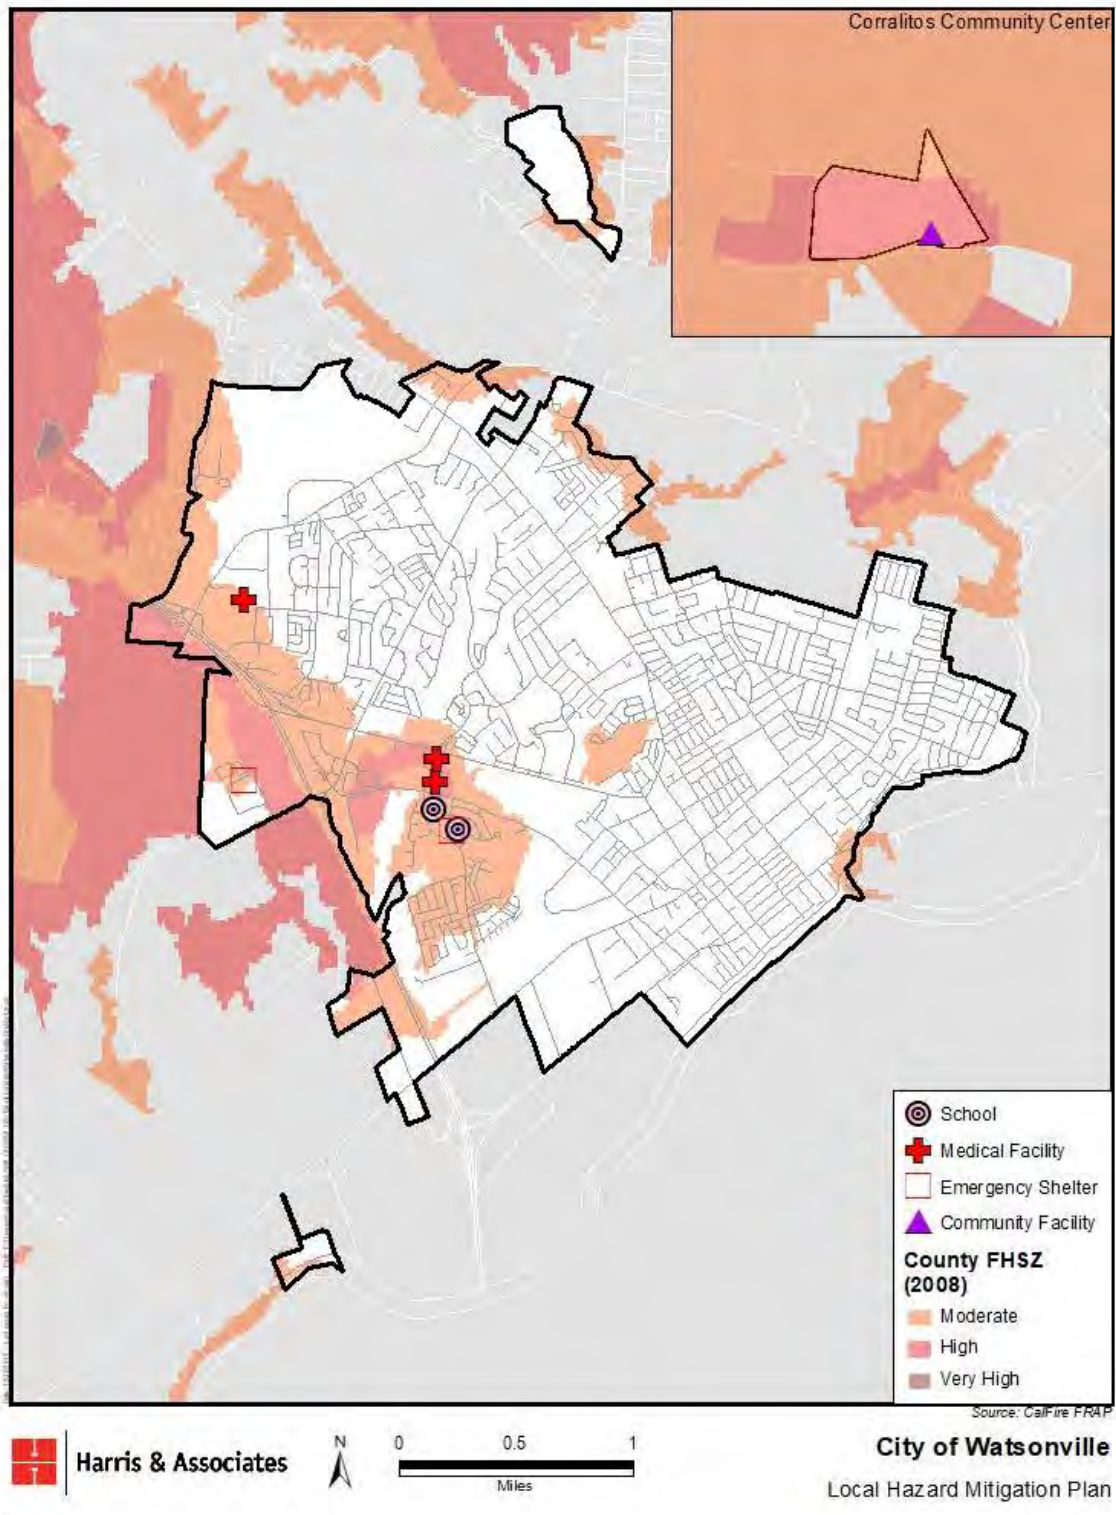 Corralitos Community Center
School
Medical Facility
Emergency Shelter
Community Facility
County FHSZ
(2008)
Moderate
High
Very High
Source: CalFire FRAP
Harris & Associates
N
0 0.5 1
Miles
City of Watsonville
Local Hazard Mitigation Plan